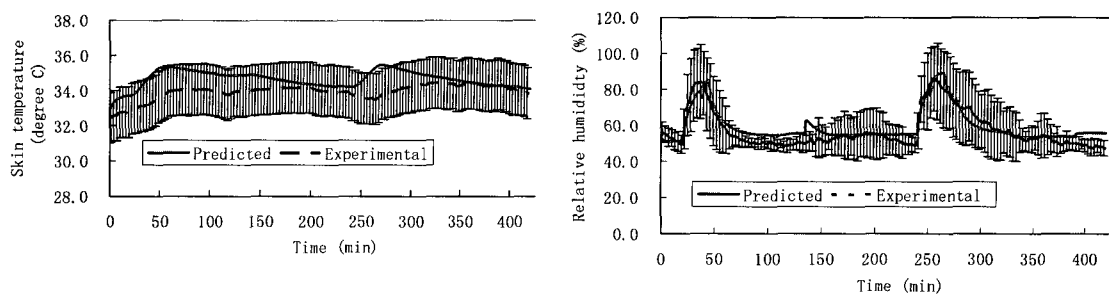 Skin temperature
(degree C)
38.0
36.0
34.0
32.0
30.0
28.0
Predicted Experimental
0 50 100 150 200 250 300 350 400
Time (min)
Relative humididty (%)
120.0
100.0
80.0
60.0
40.0
20.0
0.0
Predicted Experimental
0 50 100 150 200 250 300 350 400
Time (min)